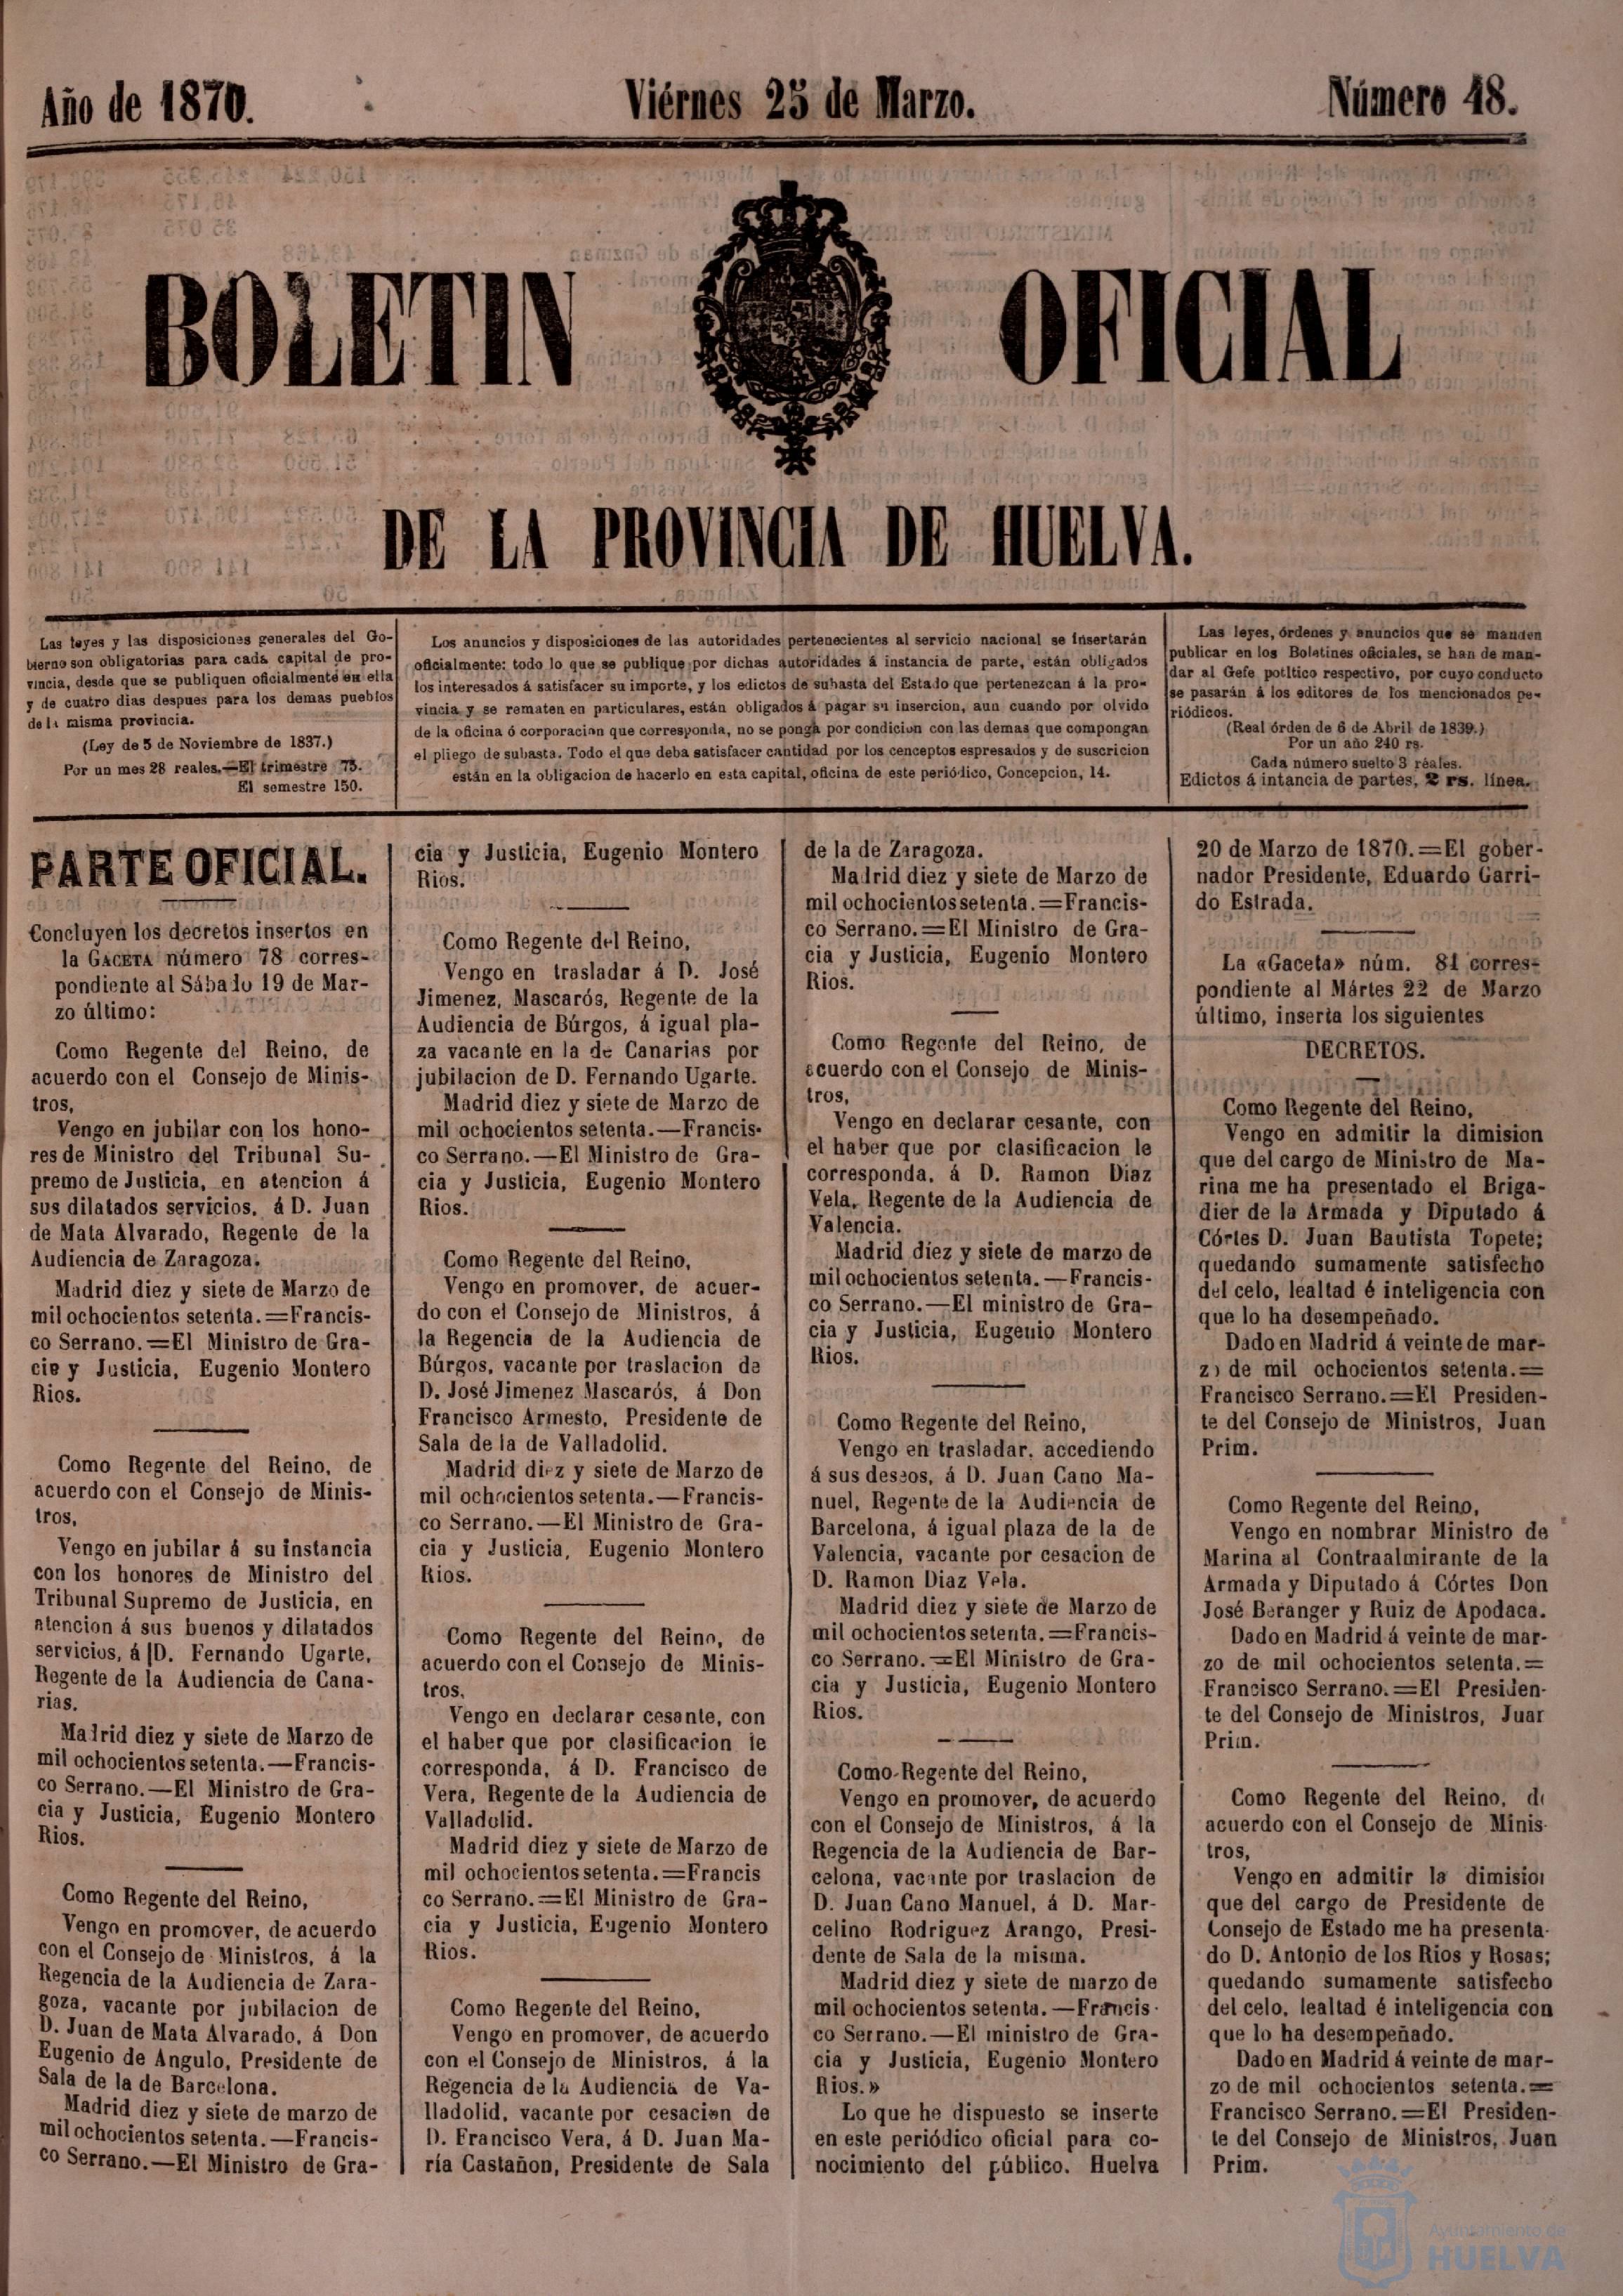 Año de 1870.
Viérnes 25 de Marzo.
Número 48.
BOLETIN OFICIAL
DE LA PROVINCIA DE HUELVA.
Las leyes y las disposiciones generales del Go-
bierno son obligatorias para cada capital de pro-
vincia, desde que se publiquen oficialmente en ella
y de cuatro dias despues para los demas pueblos
de la misma provincia.
(Ley de 5 de Noviembre de 1837.)
Por un mes 28 reales.—El trimestre 75.
El semestre 150.
Los anuncios y disposiciones de las autoridades pertenecientes al servicio nacional se insertarán
oficialmente: todo lo que se publique por dichas autoridades á instancia de parte, están obligados
los interesados á satisfacer su importe, y los edictos de subasta del Estado que pertenezcan á la pro-
vincia y se rematen en particulares, están obligados á pagar su insercion, aun cuando por olvido
de la oficina ó corporacion que corresponda, no se ponga por condicion con las demas que compongan
el pliego de subasta. Todo el que deba satisfacer cantidad por los cenceptos espresados y de suscricion
están en la obligacion de hacerlo en esta capital, oficina de este periódico, Concepcion, 14.
Las leyes, órdenes y anuncios que se manden
publicar en los Boletines oficiales, se han de man-
dar al Gefe potltico respectivo, por cuyo conducto
se pasarán á los editores de los mencionados pe-
riódicos.
(Real órden de 6 de Abril de 1839.)
Por un año 240 rs.
Cada número suelto 3 réales.
Edictos á intancia de partes, 2 rs. línea.
PARTE OFICIAL.
Concluyen los decretos insertos en
la GACETA número 78 corres-
pondiente al Sábado 19 de Mar-
zo último:
Como Regente del Reino, de
acuerdo con el Consejo de Minis-
tros,
Vengo en jubilar con los hono-
res de Ministro del Tribunal Su-
premo de Justicia, en atencion á
sus dilatados servicios, á D. Juan
de Mata Alvarado, Regente de la
Audiencia de Zaragoza.
Madrid diez y siete de Marzo de
mil ochocientos setenta.=Francis-
co Serrano.=El Ministro de Gra-
cia y Justicia, Eugenio Montero
Rios.
Como Regente del Reino, de
acuerdo con el Consejo de Minis-
tros,
Vengo en jubilar á su instancia
con los honores de Ministro del
Tribunal Supremo de Justicia, en
atencion á sus buenos y dilatados
servicios, á D. Fernando Ugarte,
Regente de la Audiencia de Cana-
rias.
Madrid diez y siete de Marzo de
mil ochocientos setenta.—Francis-
co Serrano.—El Ministro de Gra-
cia y Justicia, Eugenio Montero
Rios.
Como Regente del Reino,
Vengo en promover, de acuerdo
con el Consejo de Ministros, á la
Regencia de la Audiencia de Zara-
goza, vacante por jubilacion de
D. Juan de Mata Alvarado, á Don
Eugenio de Angulo, Presidente de
Sala de la de Barcelona.
Madrid diez y siete de marzo de
mil ochocientos setenta.—Francis-
co Serrano.—El Ministro de Gra-
cia y Justicia, Eugenio Montero
Rios.
Como Regente del Reino,
Vengo en trasladar á D. José
Jimenez, Mascarós, Regente de la
Audiencia de Búrgos, á igual pla-
za vacante en la de Canarias por
jubilacion de D. Fernando Ugarte.
Madrid diez y siete de Marzo de
mil ochocientos setenta.—Francis-
co Serrano.—El Ministro de Gra-
cia y Justicia, Eugenio Montero
Rios.
Como Regente del Reino,
Vengo en promover, de acuer-
do con el Consejo de Ministros, á
la Regencia de la Audiencia de
Búrgos, vacante por traslacion de
D. José Jimenez Mascarós, á Don
Francisco Armesto, Presidente de
Sala de la de Valladolid.
Madrid diez y siete de Marzo de
mil ochocientos setenta.—Francis-
co Serrano.—El Ministro de Gra-
cia y Justicia, Eugenio Montero
Rios.
Como Regente del Reino, de
acuerdo con el Consejo de Minis-
tros,
Vengo en declarar cesante, con
el haber que por clasificacion le
corresponda, á D. Francisco de
Vera, Regente de la Audiencia de
Valladolid.
Madrid diez y siete de Marzo de
mil ochocientos setenta.=Francis
co Serrano.=El Ministro de Gra-
cia y Justicia, Eugenio Montero
Rios.
Como Regente del Reino,
Vengo en promover, de acuerdo
con el Consejo de Ministros, á la
Regencia de la Audiencia de Va-
lladolid, vacante por cesacion de
D. Francisco Vera, á D. Juan Ma-
ría Castañon, Presidente de Sala
de la de Zaragoza.
Madrid diez y siete de Marzo de
mil ochocientos setenta.=Francis-
co Serrano.=El Ministro de Gra-
cia y Justicia, Eugenio Montero
Rios.
Como Regente del Reino, de
acuerdo con el Consejo de Minis-
tros,
Vengo en declarar cesante, con
el haber que por clasificacion le
corresponda, á D. Ramon Diaz
Vela, Regente de la Audiencia de
Valencia.
Madrid diez y siete de marzo de
mil ochocientos setenta.—Francis-
co Serrano.—El ministro de Gra-
cia y Justicia, Eugenio Montero
Rios.
Como Regente del Reino,
Vengo en trasladar, accediendo
á sus deseos, á D. Juan Cano Ma-
nuel, Regente de la Audiencia de
Barcelona, á igual plaza de la de
Valencia, vacante por cesacion de
D. Ramon Diaz Vela.
Madrid diez y siete de Marzo de
mil ochocientos setenta.=Francis-
co Serrano.=El Ministro de Gra-
cia y Justicia, Eugenio Montero
Rios.
Como Regente del Reino,
Vengo en promover, de acuerdo
con el Consejo de Ministros, á la
Regencia de la Audiencia de Bar-
celona, vacante por traslacion de
D. Juan Cano Manuel, á D. Mar-
celino Rodriguez Arango, Presi-
dente de Sala de la misma.
Madrid diez y siete de marzo de
mil ochocientos setenta.—Francis-
co Serrano.—El ministro de Gra-
cia y Justicia, Eugenio Montero
Rios.»
Lo que he dispuesto se inserte
en este periódico oficial para co-
nocimiento del público. Huelva
20 de Marzo de 1870.=El gober-
nador Presidente, Eduardo Garri-
do Estrada.
La «Gaceta» núm. 81 corres-
pondiente al Mártes 22 de Marzo
último, inserta los siguientes
DECRETOS.
Como Regente del Reino,
Vengo en admitir la dimision
que del cargo de Ministro de Ma-
rina me ha presentado el Briga-
dier de la Armada y Diputado á
Córtes D. Juan Bautista Topete;
quedando sumamente satisfecho
del celo, lealtad é inteligencia con
que lo ha desempeñado.
Dado en Madrid á veinte de mar-
zo de mil ochocientos setenta.=
Francisco Serrano.=El Presiden-
te del Consejo de Ministros, Juan
Prim.
Como Regente del Reino,
Vengo en nombrar Ministro de
Marina al Contraalmirante de la
Armada y Diputado á Córtes Don
José Beranger y Ruiz de Apodaca.
Dado en Madrid á veinte de mar-
zo de mil ochocientos setenta.=
Francisco Serrano.=El Presiden-
te del Consejo de Ministros, Juan
Prim.
Como Regente del Reino, de
acuerdo con el Consejo de Minis-
tros,
Vengo en admitir la dimision
que del cargo de Presidente de
Consejo de Estado me ha presenta-
do D. Antonio de los Rios y Rosas;
quedando sumamente satisfecho
del celo, lealtad é inteligencia con
que lo ha desempeñado.
Dado en Madrid á veinte de mar-
zo de mil ochocientos setenta.=
Francisco Serrano.=El Presiden-
te del Consejo de Ministros, Juan
Prim.
Ayuntamiento de
HUELVA